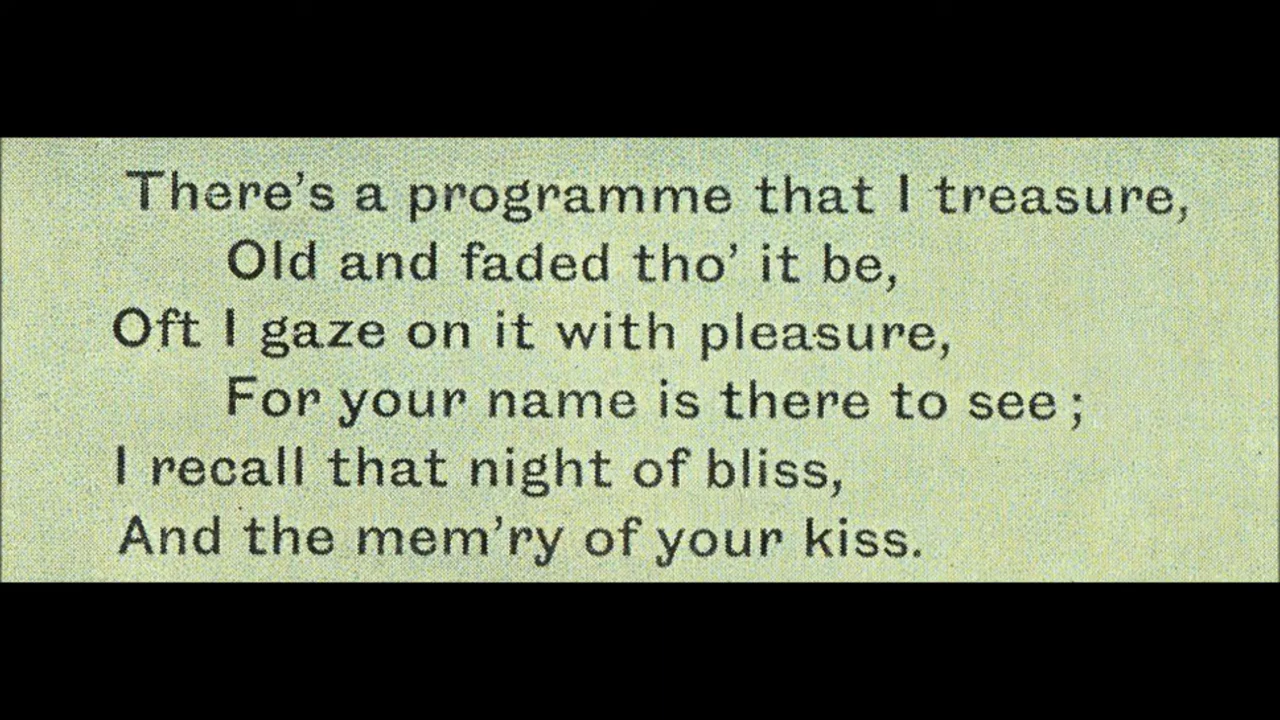 There’s a programme that I treasure,
Old and faded tho’ it be,
Oft I gaze on it with pleasure,
For your name is there to see ;
I recall that night of bliss,
And the mem’ry of your kiss.